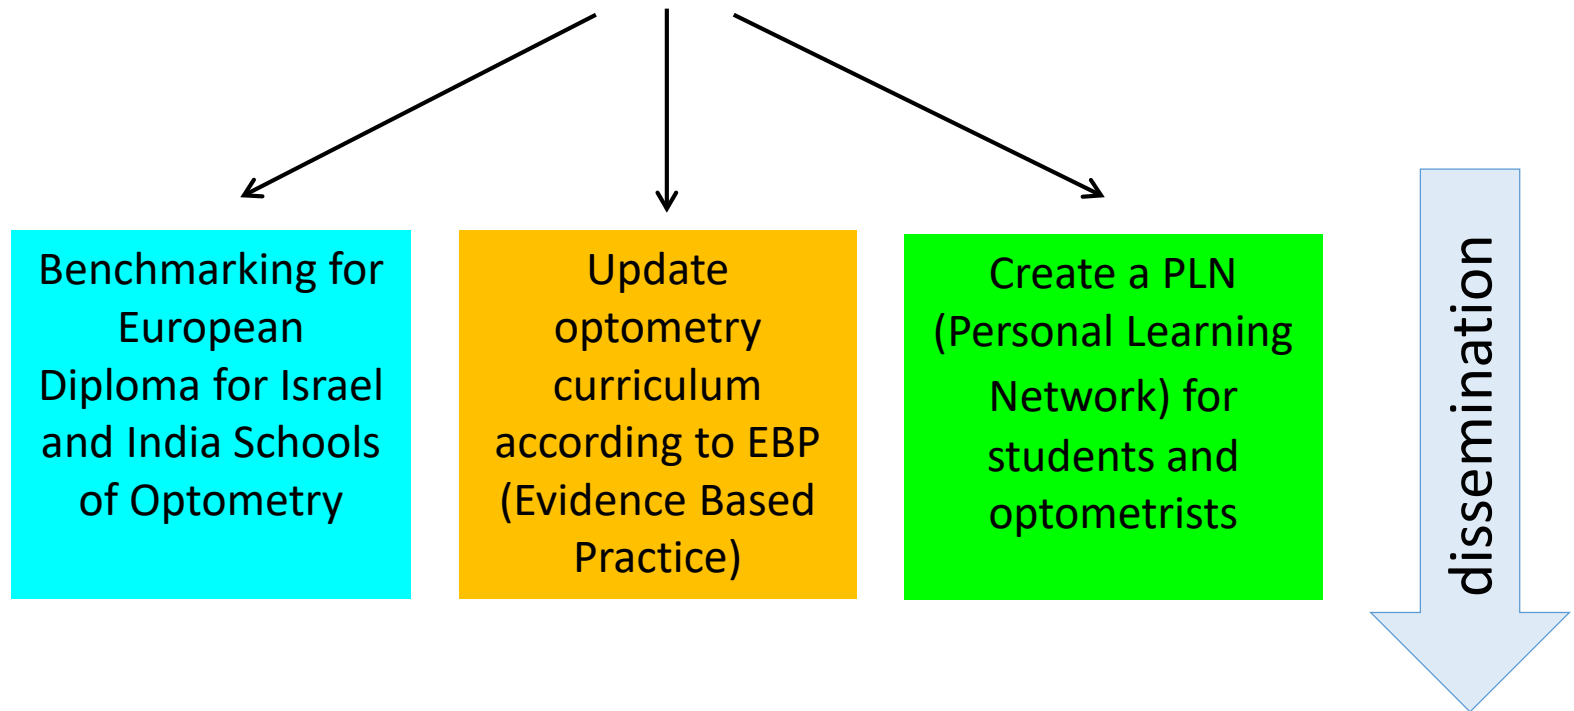 Benchmarking for
European
Diploma for Israel
and India Schools
of Optometry
Update
optometry
curriculum
according to EBP
(Evidence Based
Practice)
Create a PLN
(Personal Learning
Network) for
students and
optometrists
dissemination